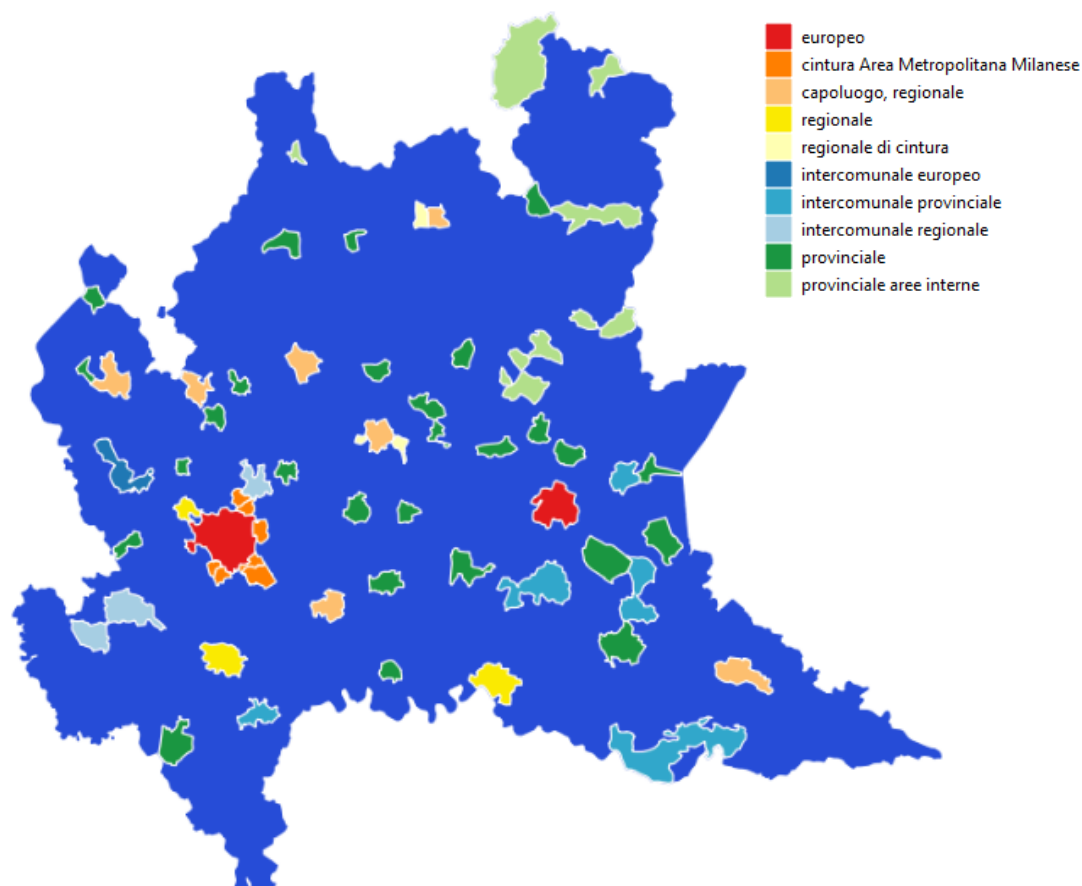 europeo
cintura Area Metropolitana Milanese
capoluogo, regionale
regionale
regionale di cintura
intercomunale europeo
intercomunale provinciale
intercomunale regionale
provinciale
provinciale aree interne